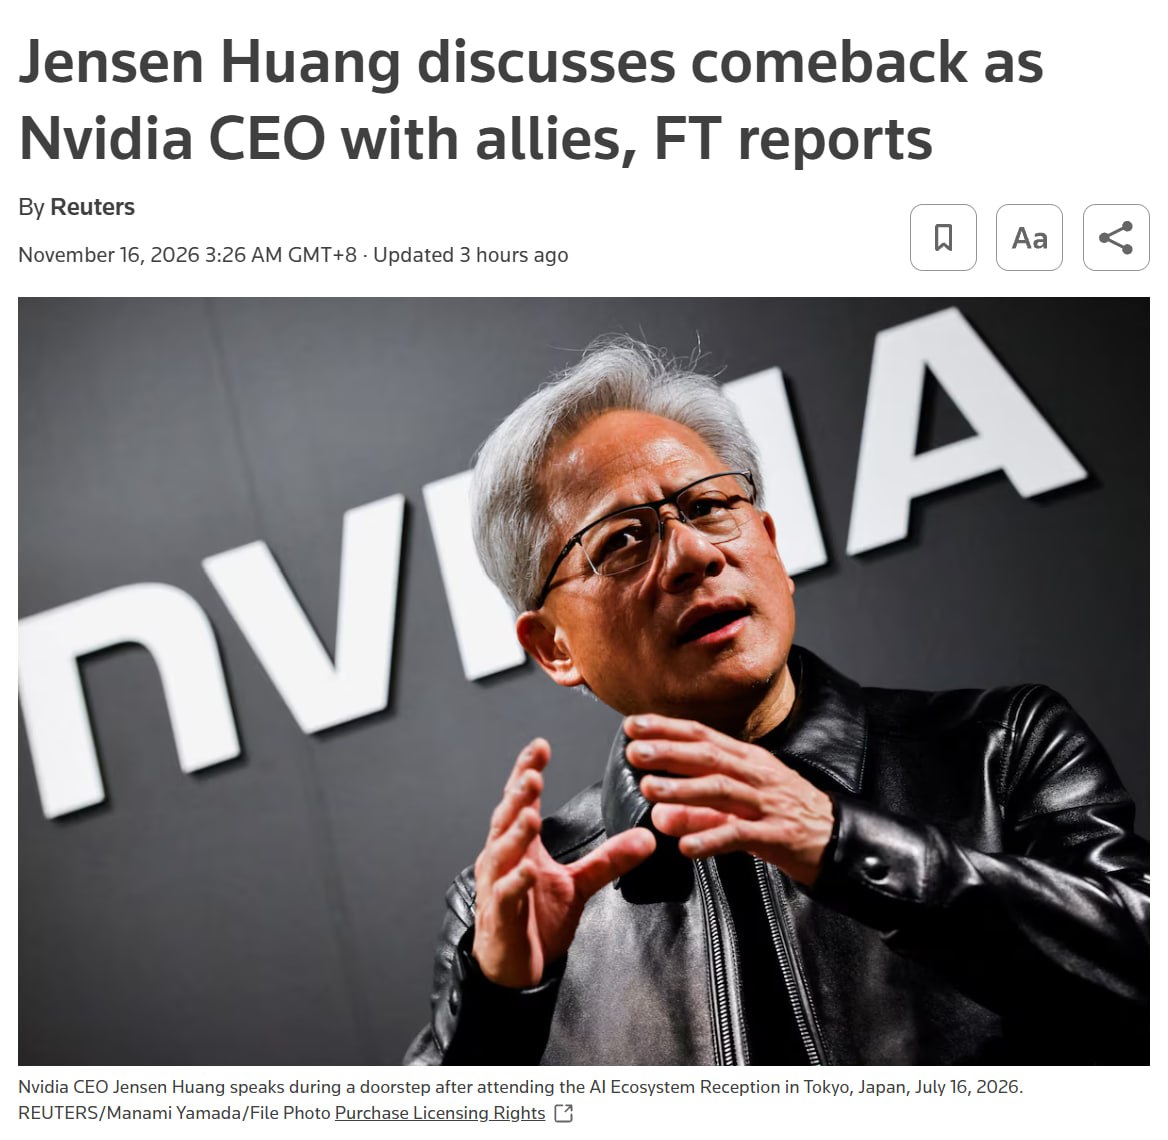 Jensen Huang discusses comeback as
Nvidia CEO with allies, FT reports
By Reuters
November 16, 2026 3:26 AM GMT+8 · Updated 3 hours ago
Aa
nVIDIA
Nvidia CEO Jensen Huang speaks during a doorstep after attending the AI Ecosystem Reception in Tokyo, Japan, July 16, 2026.
REUTERS/Manami Yamada/File Photo Purchase Licensing Rights